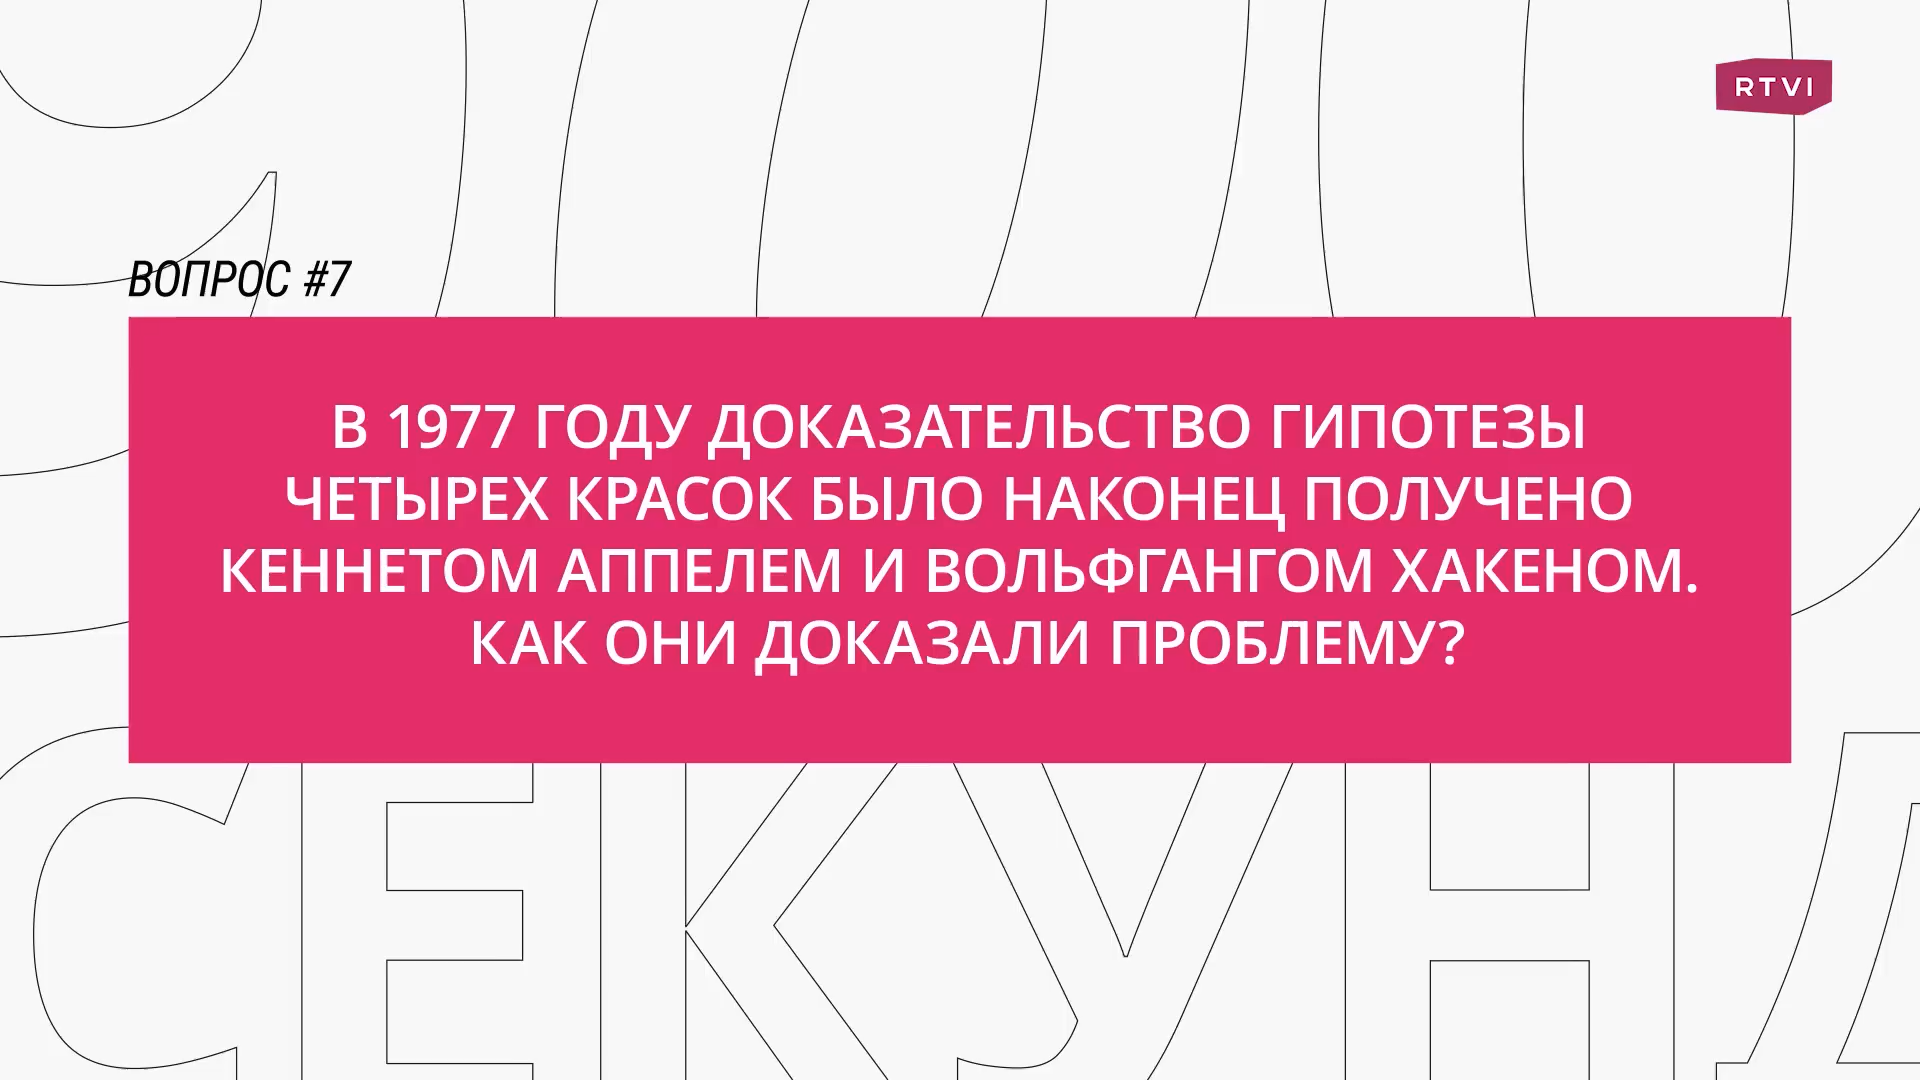 RTVI
ВОПРОС #7
В 1977 ГОДУ ДОКАЗАТЕЛЬСТВО ГИПОТЕЗЫ
ЧЕТЫРЕХ КРАСОК БЫЛО НАКОНЕЦ ПОЛУЧЕНО
КЕННЕТОМ АППЕЛЕМ И ВОЛЬФГАНГОМ ХАКЕНОМ.
КАК ОНИ ДОКАЗАЛИ ПРОБЛЕМУ?
СЕКУНД